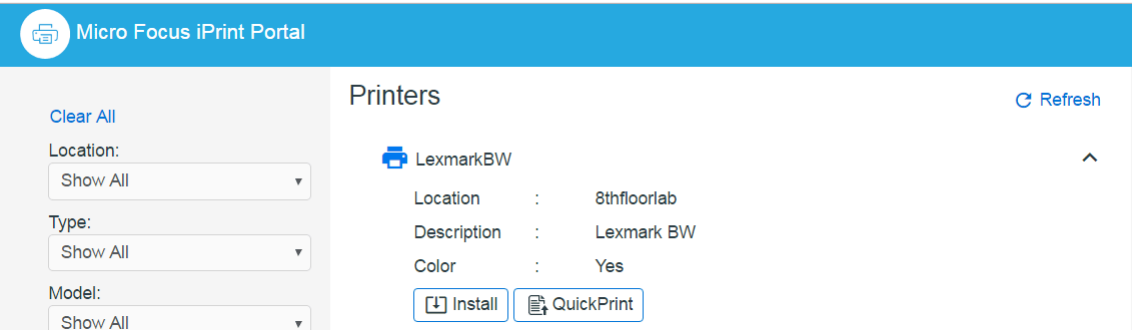 Micro Focus iPrint Portal
Clear All
Location:
Show All
Type:
Show All
Model:
Show All
Printers
Refresh
LexmarkBW
Location : 8thfloorlab
Description : Lexmark BW
Color : Yes
Install QuickPrint